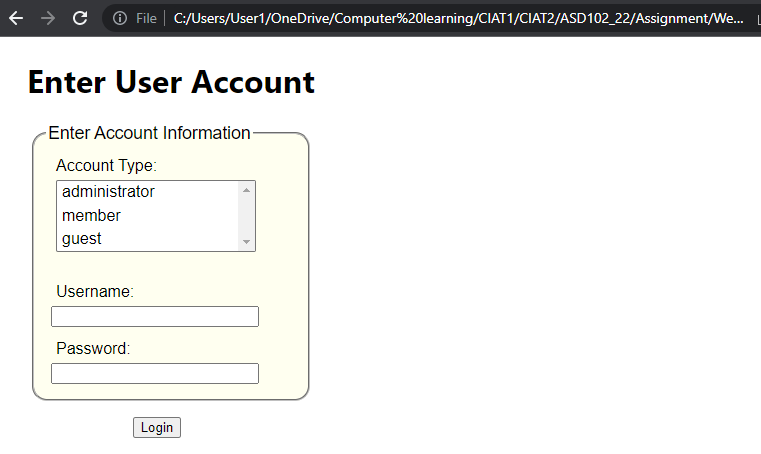 File C:/Users/User1/OneDrive/Computer%20learning/CIAT1/CIAT2/ASD102_22/Assignment/We...
Enter User Account
Enter Account Information
Account Type:
administrator
member
guest
Username:
Password:
Login